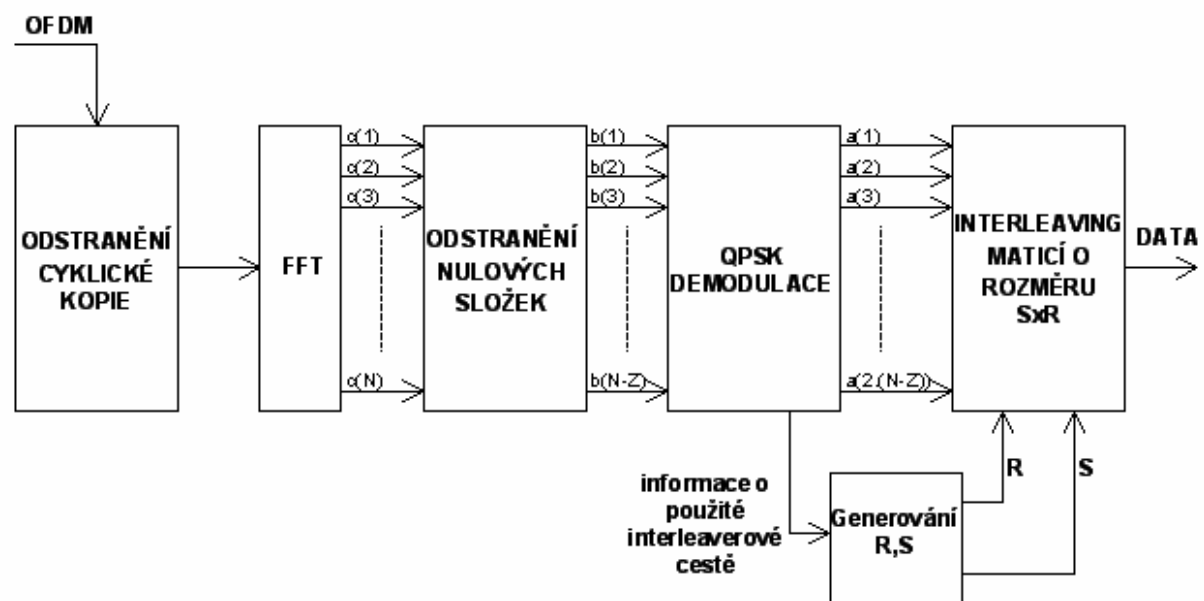 OFDM
ODSTRANĚNÍ
CYKLICKÉ
KOPIE
FFT
c(1)
c(2)
c(3)
c(N)
ODSTRANĚNÍ
NULOVÝCH
SLOŽEK
b(1)
b(2)
b(3)
b(N-Z)
QPSK
DEMODULACE
a(1)
a(2)
a(3)
a(2.(N-Z))
INTERLEAVING
MATICÍ O
ROZMĚRU
SxR
DATA
R
S
informace o
použité
interleaverové
cestě
Generování
R,S